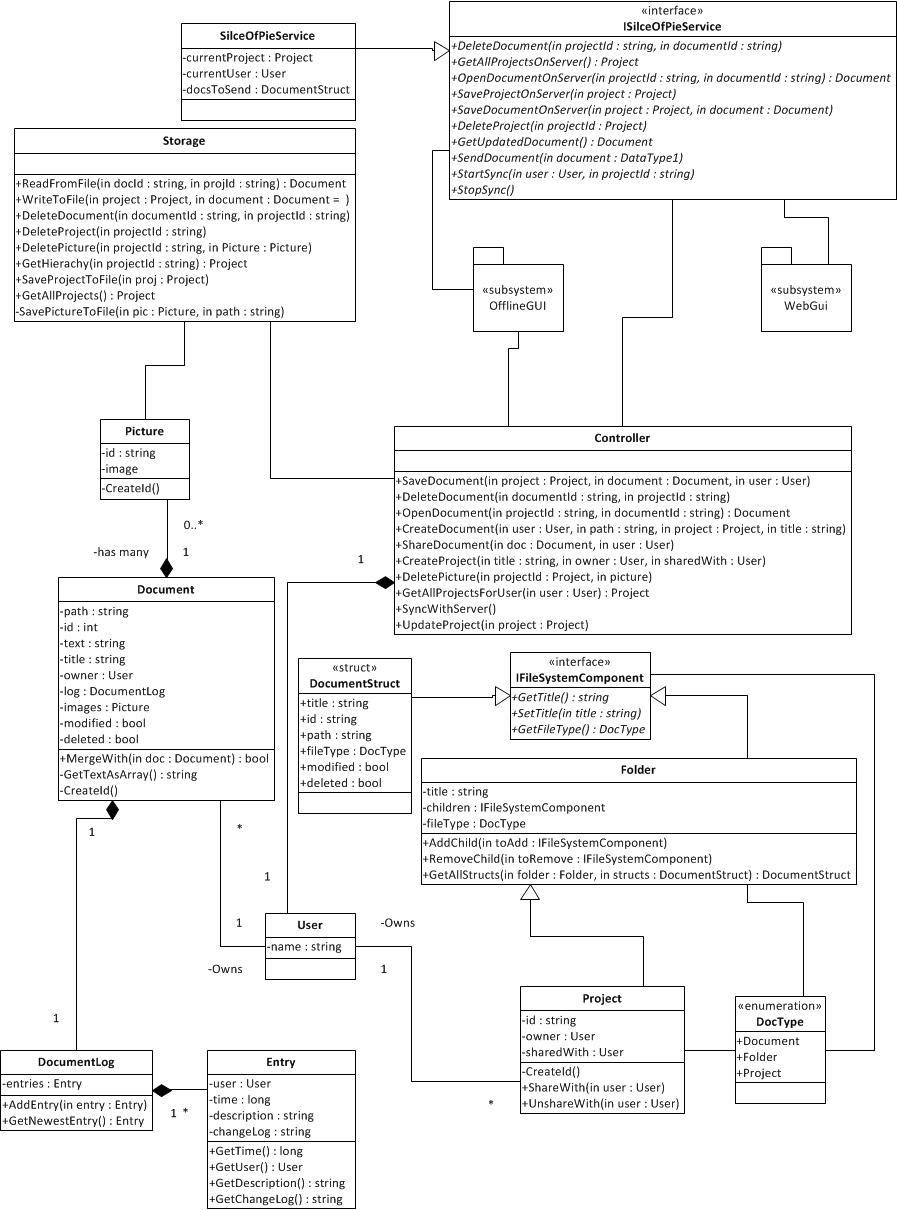 SilceOfPieService
-currentProject : Project
-currentUser : User
-docsToSend : DocumentStruct
«interface»
ISilceOfPieService
+DeleteDocument(in projectId : string, in documentId : string)
+GetAllProjectsOnServer() : Project
+OpenDocumentOnServer(in projectId : string, in documentId : string) : Document
+SaveProjectOnServer(in project : Project)
+SaveDocumentOnServer(in project : Project, in document : Document)
+DeleteProject(in projectId : Project)
+GetUpdatedDocument() : Document
+SendDocument(in document : DataType1)
+StartSync(in user : User, in projectId : string)
+StopSync()
Storage
+ReadFromFile(in docId : string, in projId : string) : Document
+WriteToFile(in project : Project, in document : Document = )
+DeleteDocument(in documentId : string, in projectId : string)
+DeleteProject(in projectId : string)
+DeletePicture(in projectId : string, in Picture : Picture)
+GetHierachy(in projectId : string) : Project
+SaveProjectToFile(in proj : Project)
+GetAllProjects() : Project
-SavePictureToFile(in pic : Picture, in path : string)
«subsystem»
OfflineGUI
«subsystem»
WebGui
Picture
-id : string
-image
-CreateId()
0..*
-has many
1
Controller
+SaveDocument(in project : Project, in document : Document, in user : User)
+DeleteDocument(in documentId : string, in projectId : string)
+OpenDocument(in projectId : string, in documentId : string) : Document
+CreateDocument(in user : User, in path : string, in project : Project, in title : string)
+ShareDocument(in doc : Document, in user : User)
+CreateProject(in title : string, in owner : User, in sharedWith : User)
+DeletePicture(in projectId : Project, in picture)
+GetAllProjectsForUser(in user : User) : Project
+SyncWithServer()
+UpdateProject(in project : Project)
1
Document
-path : string
-id : int
-text : string
-title : string
-owner : User
-log : DocumentLog
-images : Picture
-modified : bool
-deleted : bool
+MergeWith(in doc : Document) : bool
-GetTextAsArray() : string
-CreateId()
«struct»
DocumentStruct
+title : string
+id : string
+path : string
+fileType : DocType
+modified : bool
+deleted : bool
«interface»
IFileSystemComponent
+GetTitle() : string
+SetTitle(in title : string)
+GetFileType() : DocType
Folder
-title : string
-children : IFileSystemComponent
-fileType : DocType
+AddChild(in toAdd : IFileSystemComponent)
+RemoveChild(in toRemove : IFileSystemComponent)
+GetAllStructs(in folder : Folder, in structs : DocumentStruct) : DocumentStruct
1
*
1
1
-Owns
User
-name : string
-Owns
1
1
*
Project
-id : string
-owner : User
-sharedWith : User
-CreateId()
+ShareWith(in user : User)
+UnshareWith(in user : User)
«enumeration»
DocType
+Document
+Folder
+Project
DocumentLog
-entries : Entry
+AddEntry(in entry : Entry)
+GetNewestEntry() : Entry
1 *
Entry
-user : User
-time : long
-description : string
-changeLog : string
+GetTime() : long
+GetUser() : User
+GetDescription() : string
+GetChangeLog() : string